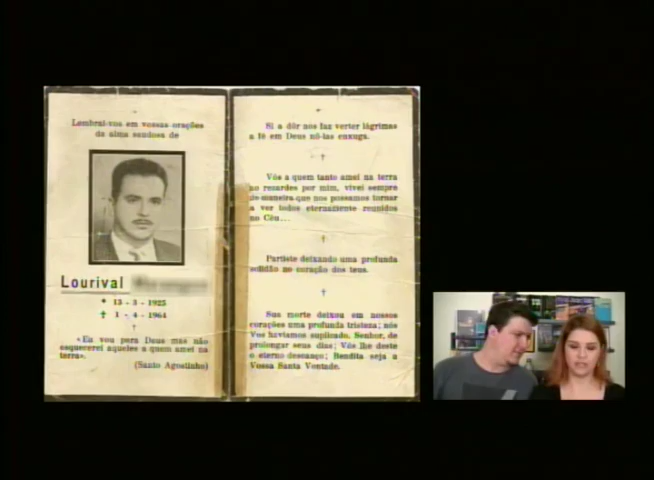 Lembrai-vos em vossas orações
da alma saudosa de
Lourival
* 13 - 3 - 1925
✝ 1 - 4 - 1964
«Eu vou para Deus mas não
esquecerei aqueles a quem amei na
terra».
(Santo Agostinho)
Si a dôr nos faz verter lágrimas
a fé em Deus nô-las enxuga.
Vós a quem tanto amei na terra
ao rezardes por mim, vivei sempre
de maneira que nos possamos tornar
a ver todos eternamente reunidos
no Céu...
Partiste deixando uma profunda
solidão no coração dos teus.
Sua morte deixou em nossos
corações uma profunda tristeza; nós
Vos havíamos suplicado, Senhor, de
prolongar seus dias; Vós lhe deste
o eterno descanço; Bendita seja a
Vossa Santa Vontade.